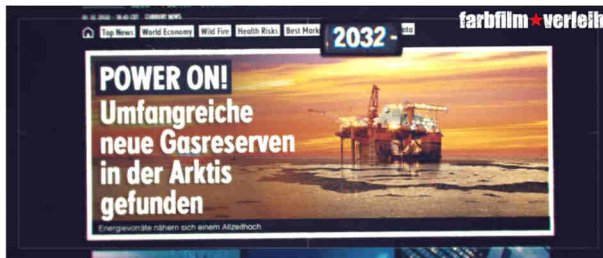 farbfilm★verleih
Top News World Economy Wild Fire Health Risks Best Mark
2032 -
POWER ON!
Umfangreiche
neue Gasreserven
in der Arktis
gefunden
Energievorräte nähern sich einem Allzeithoch